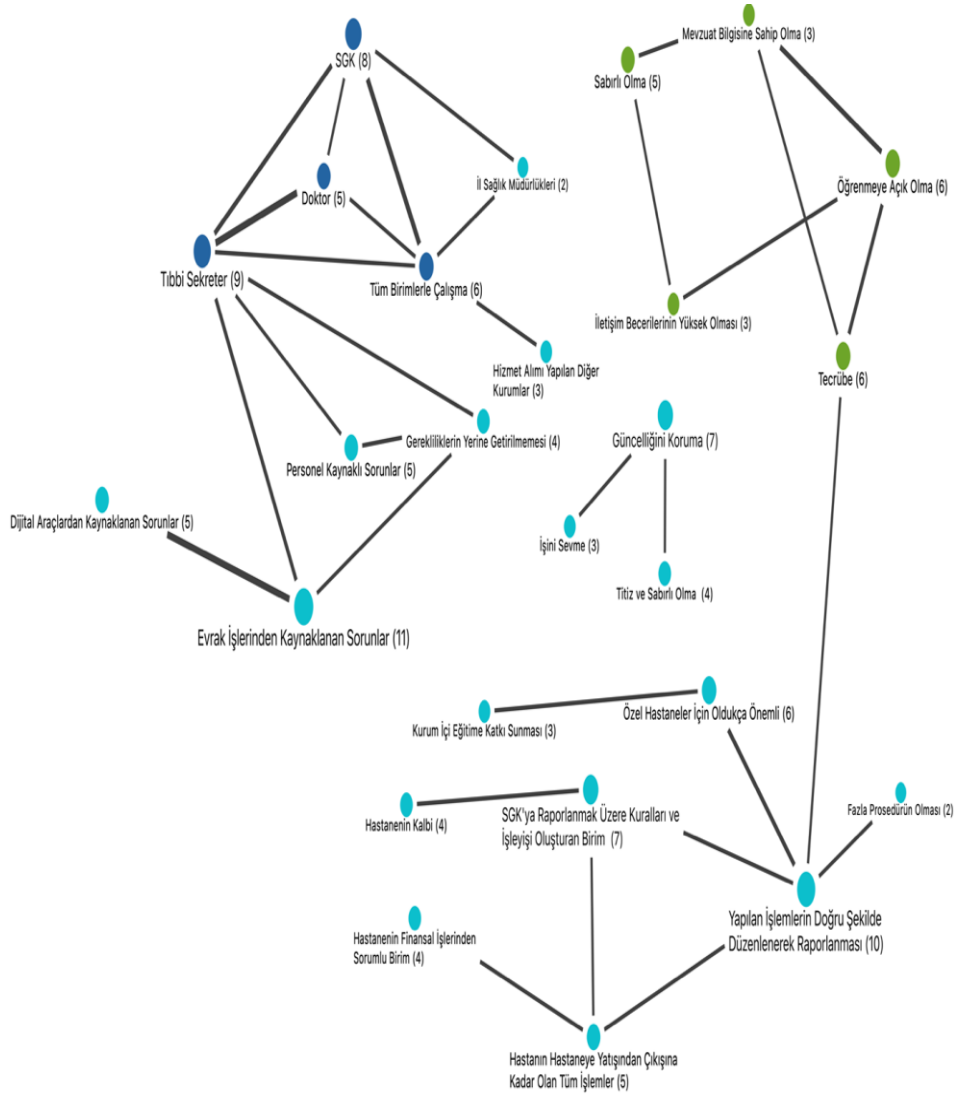 Mevzuat Bilgisine Sahip Olma (3)
SGK (8)
Sabırlı Olma (5)
İl Sağlık Müdürlükleri (2)
Öğrenmeye Açık Olma (6)
Doktor (5)
Tıbbi Sekreter (9)
Tüm Birimlerle Çalışma (6)
İletişim Becerilerinin Yüksek Olması (3)
Hizmet Alımı Yapılan Diğer
Kurumlar (3)
Tecrübe (6)
Gerekliliklerin Yerine Getirilmemesi (4)
Güncelliğini Koruma (7)
Personel Kaynaklı Sorunlar (5)
Dijital Araçlardan Kaynaklanan Sorunlar (5)
İşini Sevme (3)
Titiz ve Sabırlı Olma (4)
Evrak İşlerinden Kaynaklanan Sorunlar (11)
Özel Hastaneler İçin Oldukça Önemli (6)
Kurum İçi Eğitime Katkı Sunması (3)
SGK'ya Raporlanmak Üzere Kuralları ve
İşleyişi Oluşturan Birim (7)
Hastanenin Kalbi (4)
Fazla Prosedürün Olması (2)
Yapılan İşlemlerin Doğru Şekilde
Düzenlenerek Raporlanması (10)
Hastanenin Finansal İşlerinden
Sorumlu Birim (4)
Hastanın Hastaneye Yatışından Çıkışına
Kadar Olan Tüm İşlemler (5)